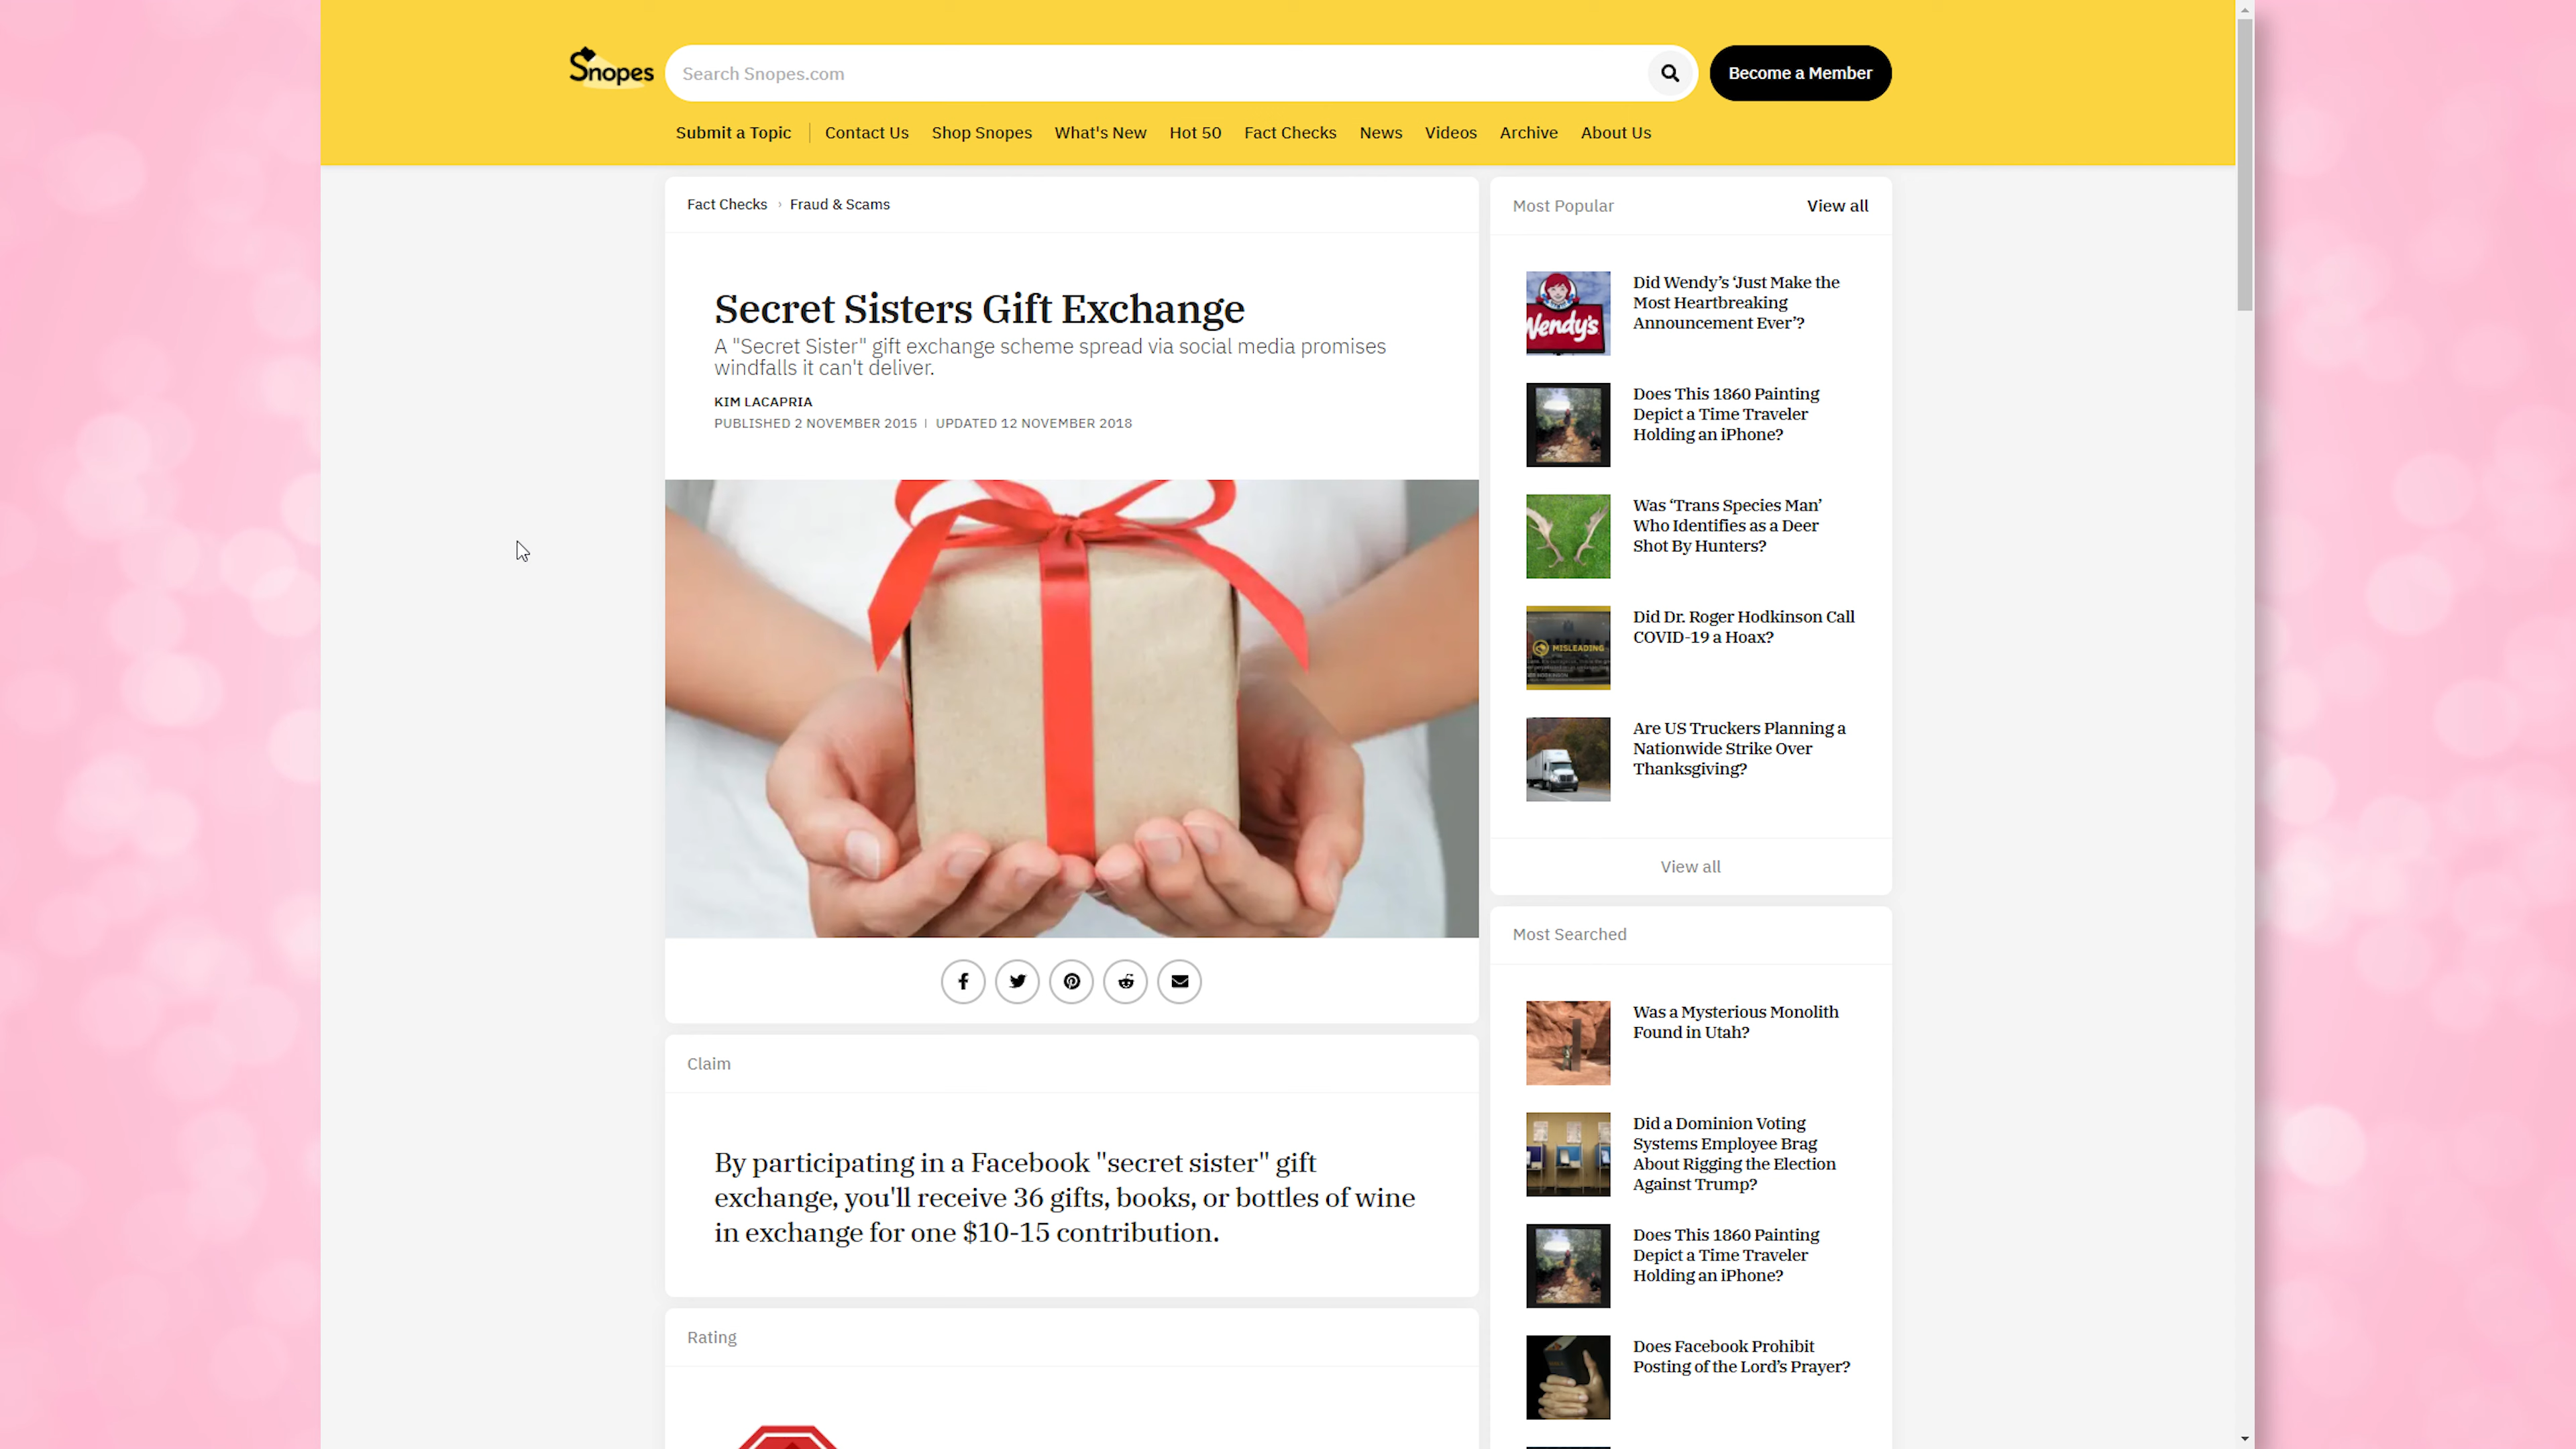 Snopes
Search Snopes.com
Become a Member
Submit a Topic
Contact Us
Shop Snopes
What's New
Hot 50
Fact Checks
News
Videos
Archive
About Us
Fact Checks › Fraud & Scams
Secret Sisters Gift Exchange
A "Secret Sister" gift exchange scheme spread via social media promises
windfalls it can't deliver.
KIM LACAPRIA
PUBLISHED 2 NOVEMBER 2015 | UPDATED 12 NOVEMBER 2018
Claim
By participating in a Facebook "secret sister" gift
exchange, you'll receive 36 gifts, books, or bottles of wine
in exchange for one $10-15 contribution.
Rating
Most Popular
View all
Wendy's
Did Wendy’s ‘Just Make the
Most Heartbreaking
Announcement Ever’?
Does This 1860 Painting
Depict a Time Traveler
Holding an iPhone?
Was ‘Trans Species Man’
Who Identifies as a Deer
Shot By Hunters?
MISLEADING
Did Dr. Roger Hodkinson Call
COVID-19 a Hoax?
Are US Truckers Planning a
Nationwide Strike Over
Thanksgiving?
View all
Most Searched
Was a Mysterious Monolith
Found in Utah?
Did a Dominion Voting
Systems Employee Brag
About Rigging the Election
Against Trump?
Does This 1860 Painting
Depict a Time Traveler
Holding an iPhone?
Does Facebook Prohibit
Posting of the Lord’s Prayer?